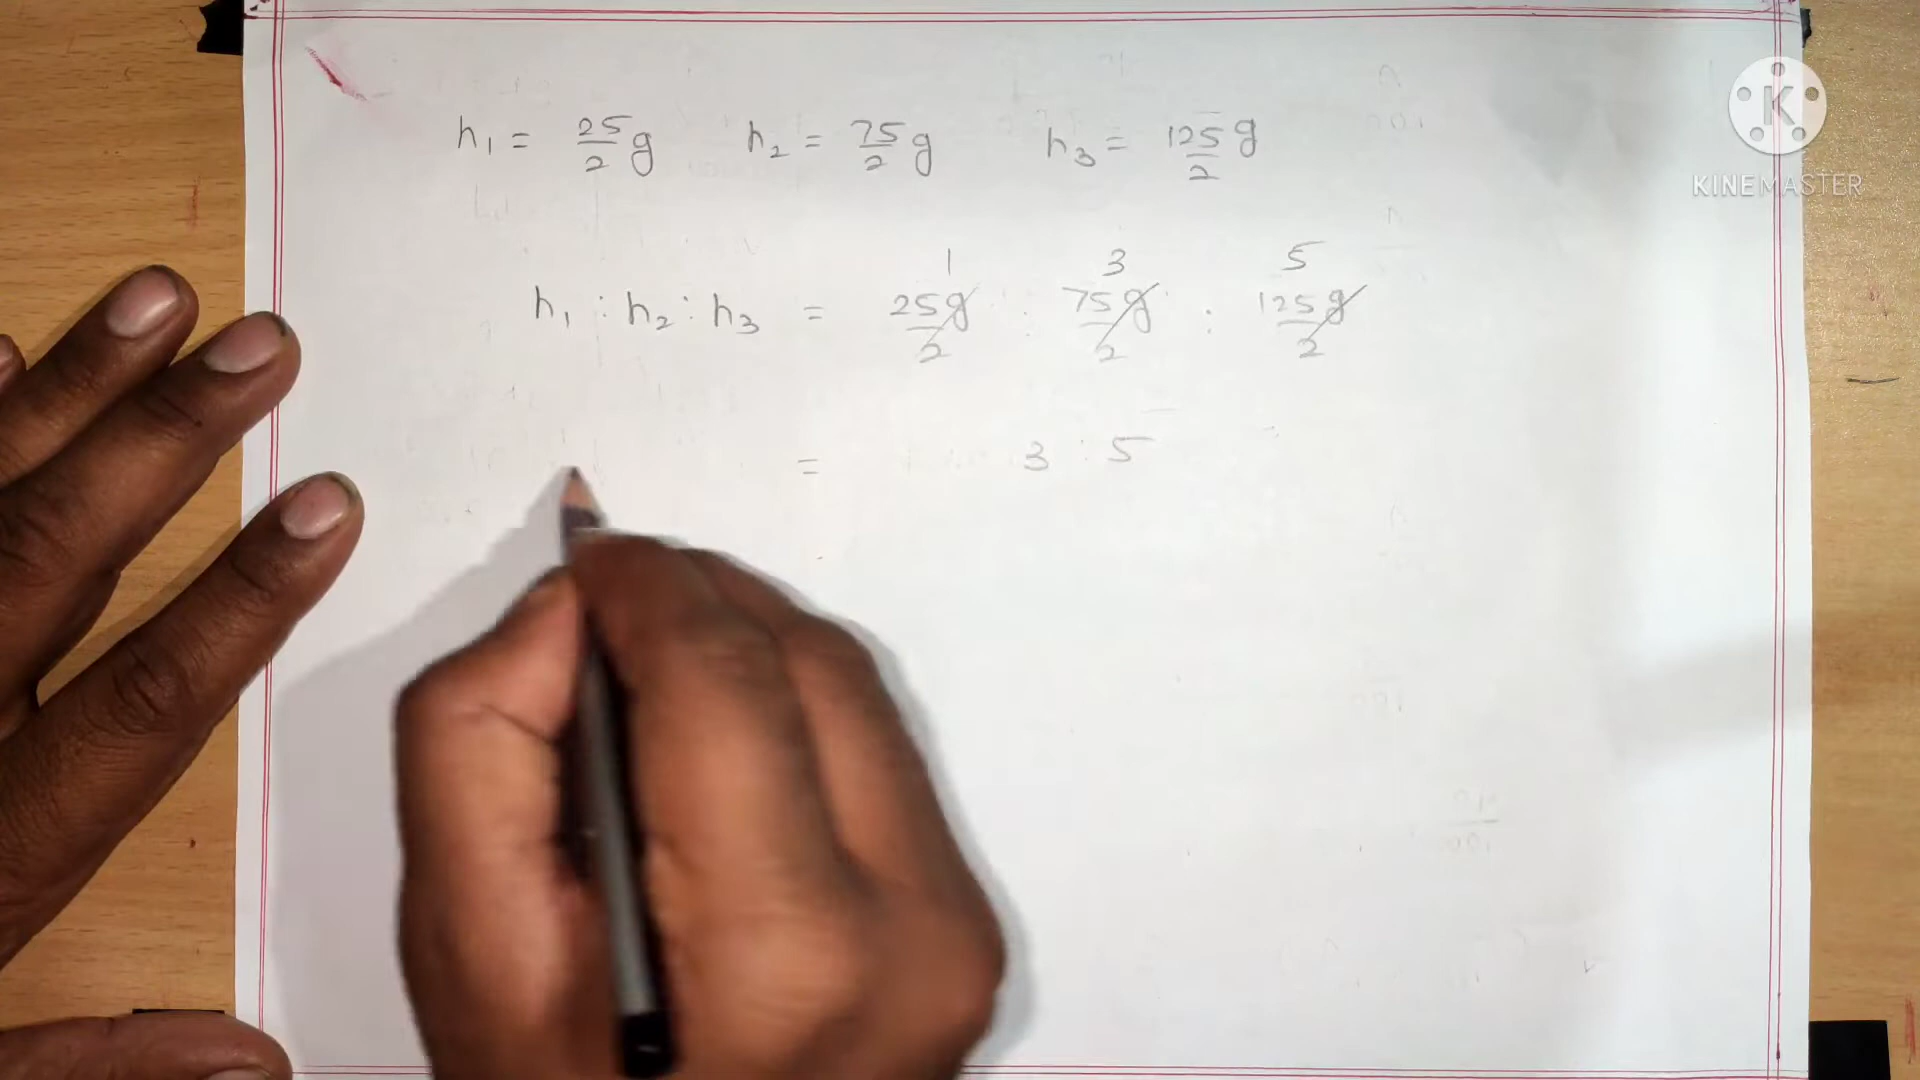 h₁ = 25/2 g h₂ = 75/2 g h₃ = 125/2 g
1 3 5
h₁ : h₂ : h₃ = 25g/2 : 75g/2 : 125g/2
= 3 : 5
K
KINEMASTER